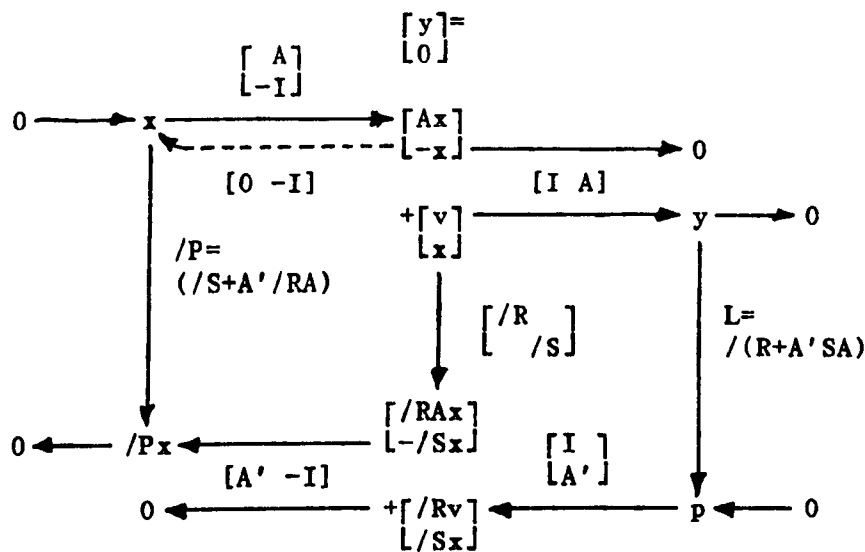 [y]=
[0]
[ A]
[-I]
0 x [Ax] 0
[-x]
[0 -I] [I A]
+[v] y 0
[x]
/P=
(/S+A'/RA)
[/R ]
[ /S]
L=
/(R+A'SA)
0 /Px [/RAx]
[-/Sx]
[A' -I] [I ]
[A']
0 +[/Rv] p 0
[/Sx]